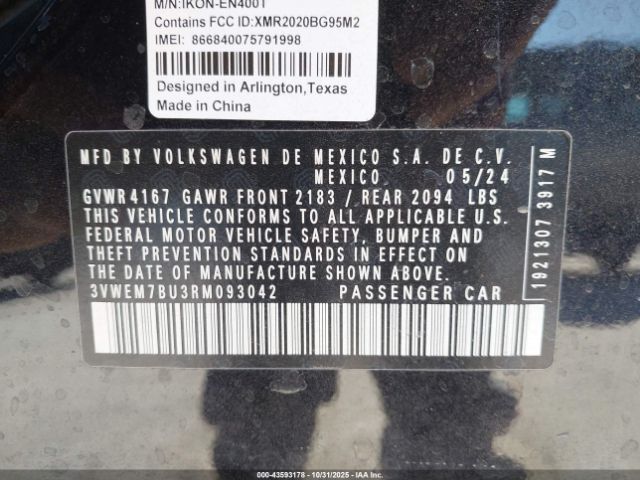 M/N:IKON-EN4001
Contains FCC ID:XMR2020BG95M2
IMEI: 866840075791998
Designed in Arlington,Texas
Made in China
MFD BY VOLKSWAGEN DE MEXICO S.A. DE C.V.
MEXICO 05/24
GVWR 4167 GAWR FRONT 2183 / REAR 2094 LBS
THIS VEHICLE CONFORMS TO ALL APPLICABLE U.S.
FEDERAL MOTOR VEHICLE SAFETY, BUMPER AND
THEFT PREVENTION STANDARDS IN EFFECT ON
THE DATE OF MANUFACTURE SHOWN ABOVE.
3VWEM7BU3RM093042 PASSENGER CAR
1921307 3917 M
000-43593178 - 10/31/2025 - www.iaai.com